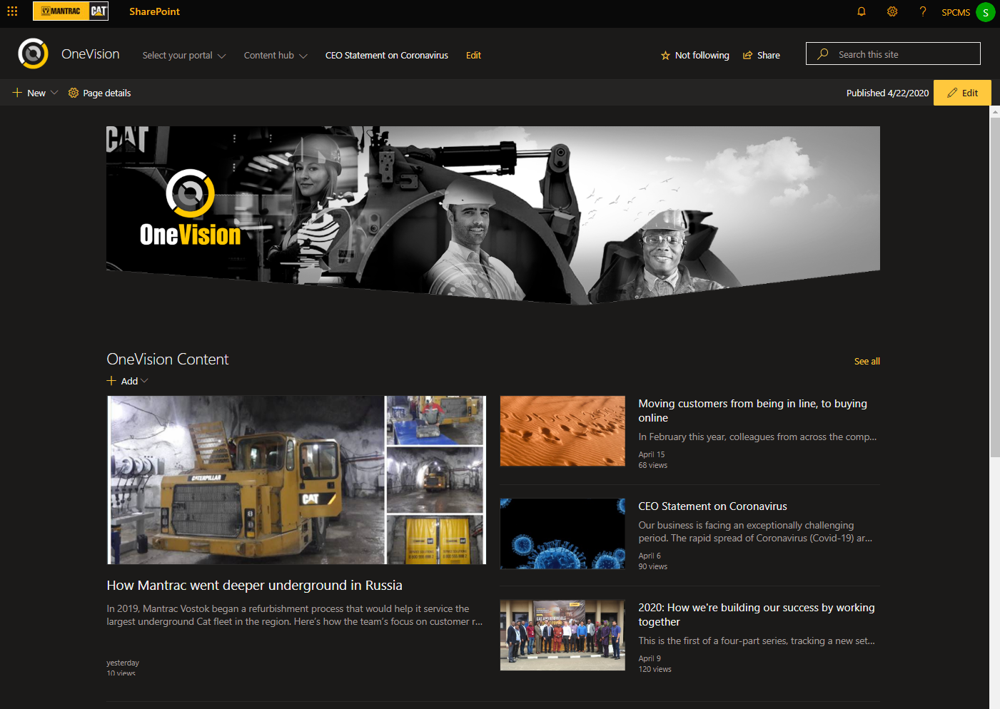 MANTRAC CAT
SharePoint
SPCMS
S
OneVision
Select your portal
Content hub
CEO Statement on Coronavirus
Edit
Not following
Share
Search this site
New
Page details
Published 4/22/2020
Edit
CAT
OneVision
OneVision Content
See all
Add
CATERPILLAR
CAT
How Mantrac went deeper underground in Russia
In 2019, Mantrac Vostok began a refurbishment process that would help it service the
largest underground Cat fleet in the region. Here's how the team's focus on customer r...
yesterday
10 views
Moving customers from being in line, to buying
online
In February this year, colleagues from across the comp...
April 15
68 views
CEO Statement on Coronavirus
Our business is facing an exceptionally challenging
period. The rapid spread of Coronavirus (Covid-19) ar...
April 6
90 views
2020: How we're building our success by working
together
This is the first of a four-part series, tracking a new set...
April 9
120 views